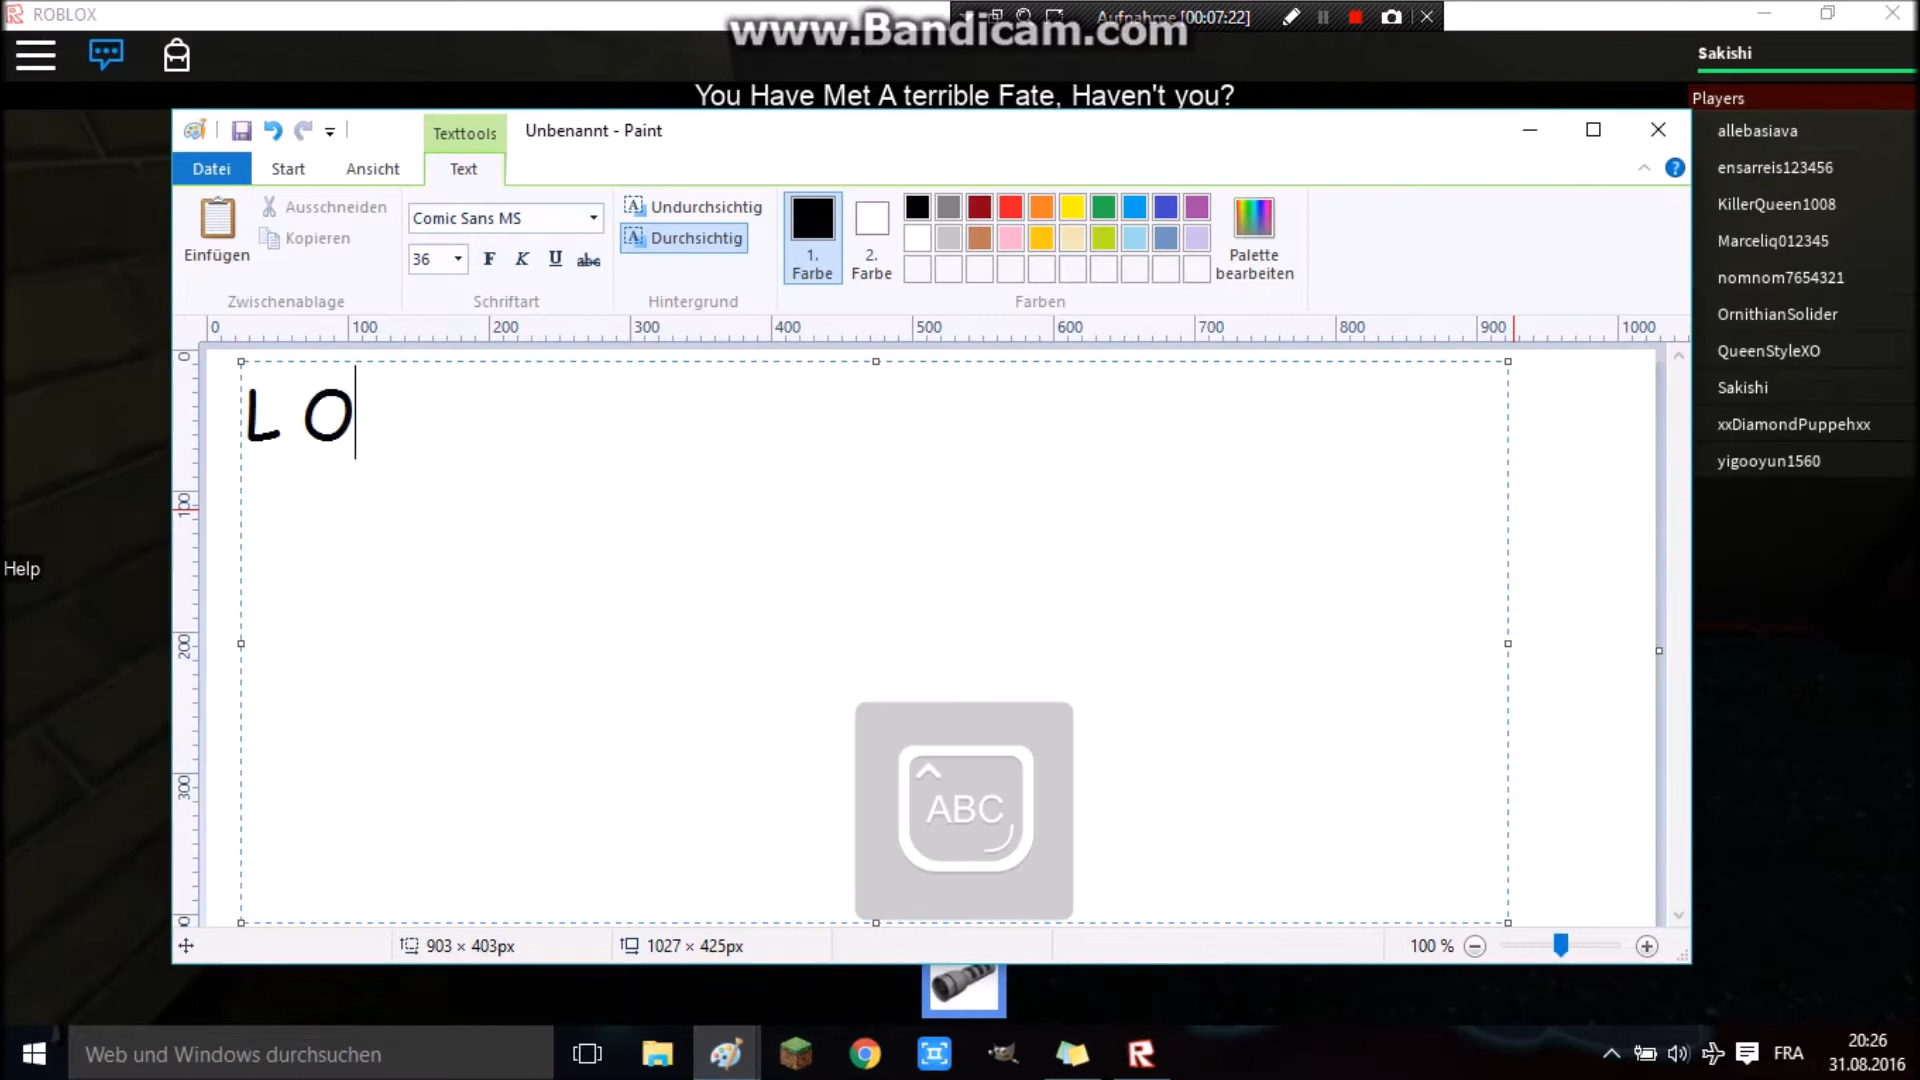 ROBLOX
Aufnahme [00:07:22]
www.Bandicam.com
Sakishi
You Have Met A terrible Fate, Haven't you?
Players
allebasiava
ensarreis123456
KillerQueen1008
Marceliq012345
nomnom7654321
OrnithianSolider
QueenStyleXO
Sakishi
xxDiamondPuppehxx
yigooyun1560
Texttools
Unbenannt - Paint
Datei
Start
Ansicht
Text
Einfügen
Ausschneiden
Kopieren
Zwischenablage
Comic Sans MS
36
F K U abc
Schriftart
Undurchsichtig
Durchsichtig
Hintergrund
1.
Farbe
2.
Farbe
Palette
bearbeiten
Farben
0 100 200 300 400 500 600 700 800 900 1000
0
100
200
300
L O
ABC
Help
903 × 403px
1027 × 425px
100 %
Web und Windows durchsuchen
FRA
20:26
31.08.2016